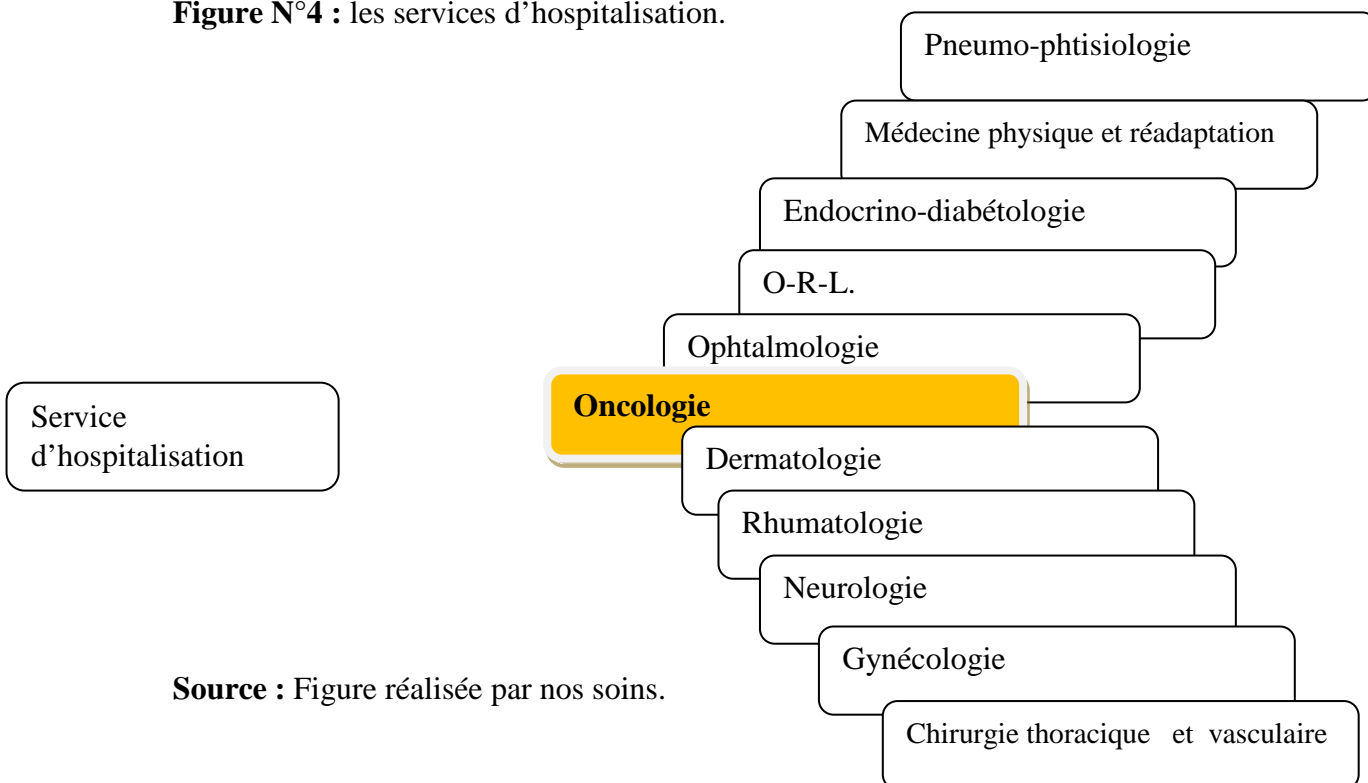 Figure N°4 : les services d’hospitalisation.
Pneumo-phtisiologie
Médecine physique et réadaptation
Endocrino-diabétologie
O-R-L.
Ophtalmologie
Oncologie
Service
d’hospitalisation
Dermatologie
Rhumatologie
Neurologie
Gynécologie
Source : Figure réalisée par nos soins.
Chirurgie thoracique et vasculaire